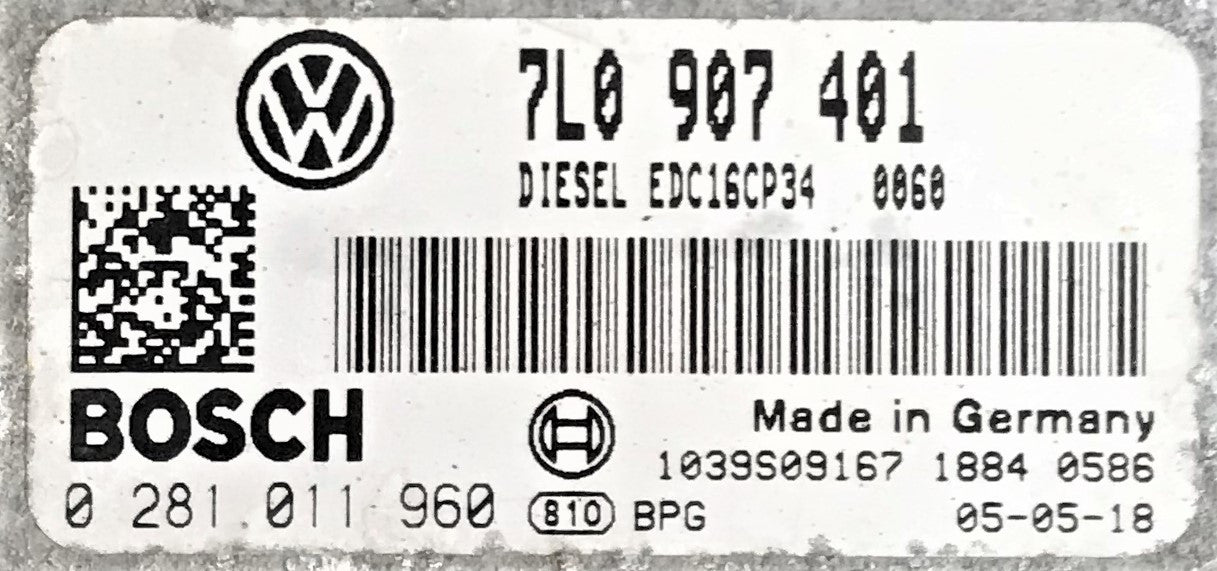 7L0 907 401
DIESEL EDC16CP34 0060
BOSCH
Made in Germany
1039S09167 1884 0586
0 281 011 960 810 BPG 05-05-18